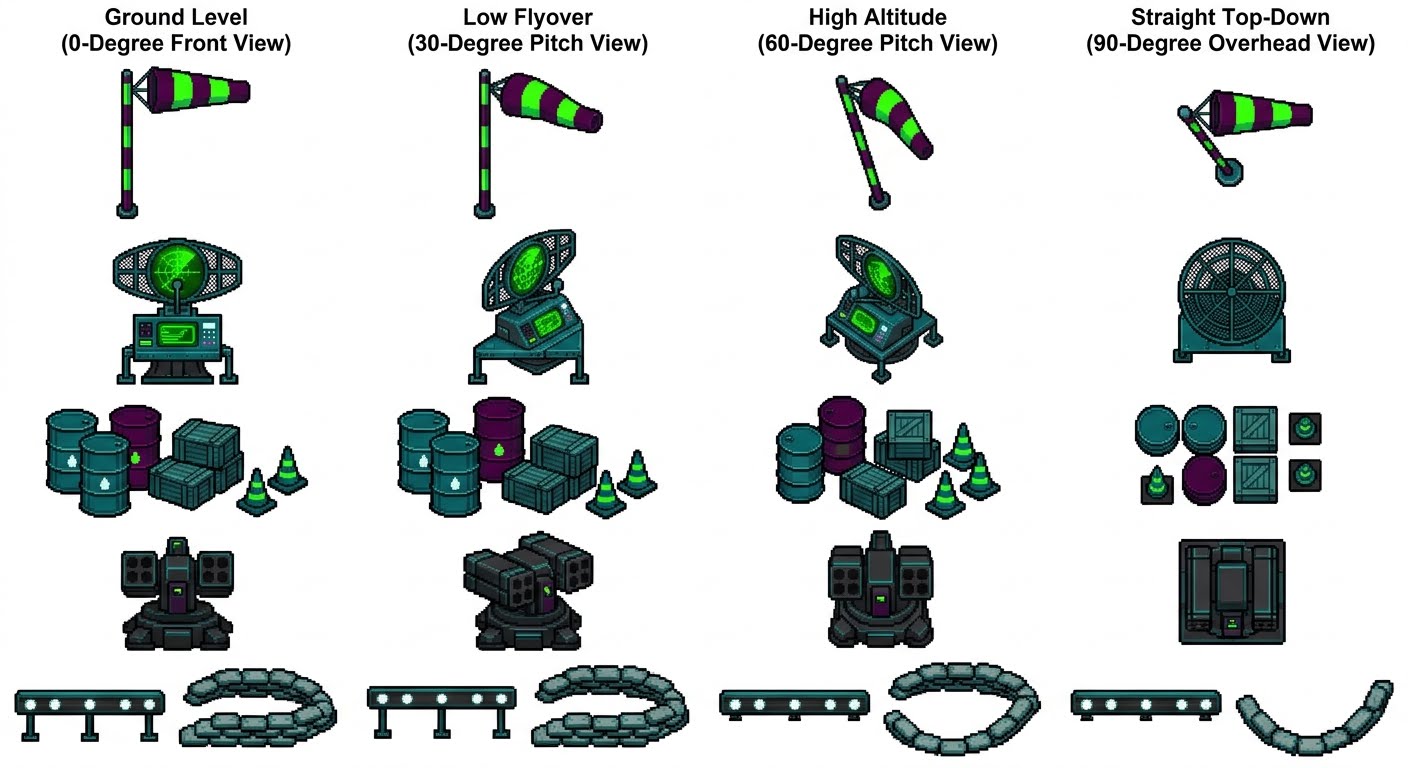 Ground Level
(0-Degree Front View)
Low Flyover
(30-Degree Pitch View)
High Altitude
(60-Degree Pitch View)
Straight Top-Down
(90-Degree Overhead View)